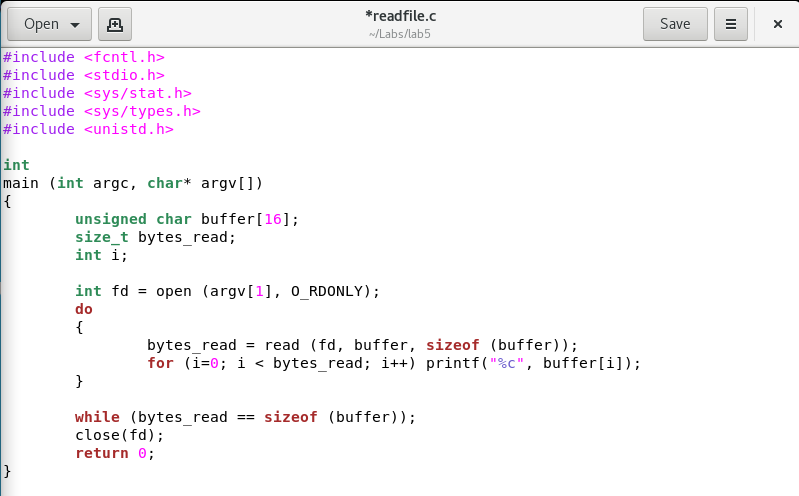 Open
*readfile.c
~/Labs/lab5
Save
#include <fcntl.h>
#include <stdio.h>
#include <sys/stat.h>
#include <sys/types.h>
#include <unistd.h>
int
main (int argc, char* argv[])
{
unsigned char buffer[16];
size_t bytes_read;
int i;
int fd = open (argv[1], O_RDONLY);
do
{
bytes_read = read (fd, buffer, sizeof (buffer));
for (i=0; i < bytes_read; i++) printf("%c", buffer[i]);
}
while (bytes_read == sizeof (buffer));
close(fd);
return 0;
}